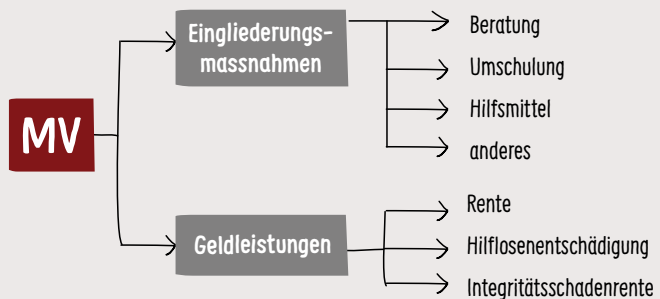 MV
Eingliederungs-
massnahmen
Beratung
Umschulung
Hilfsmittel
anderes
Geldleistungen
Rente
Hilflosenentschädigung
Integritätsschadenrente